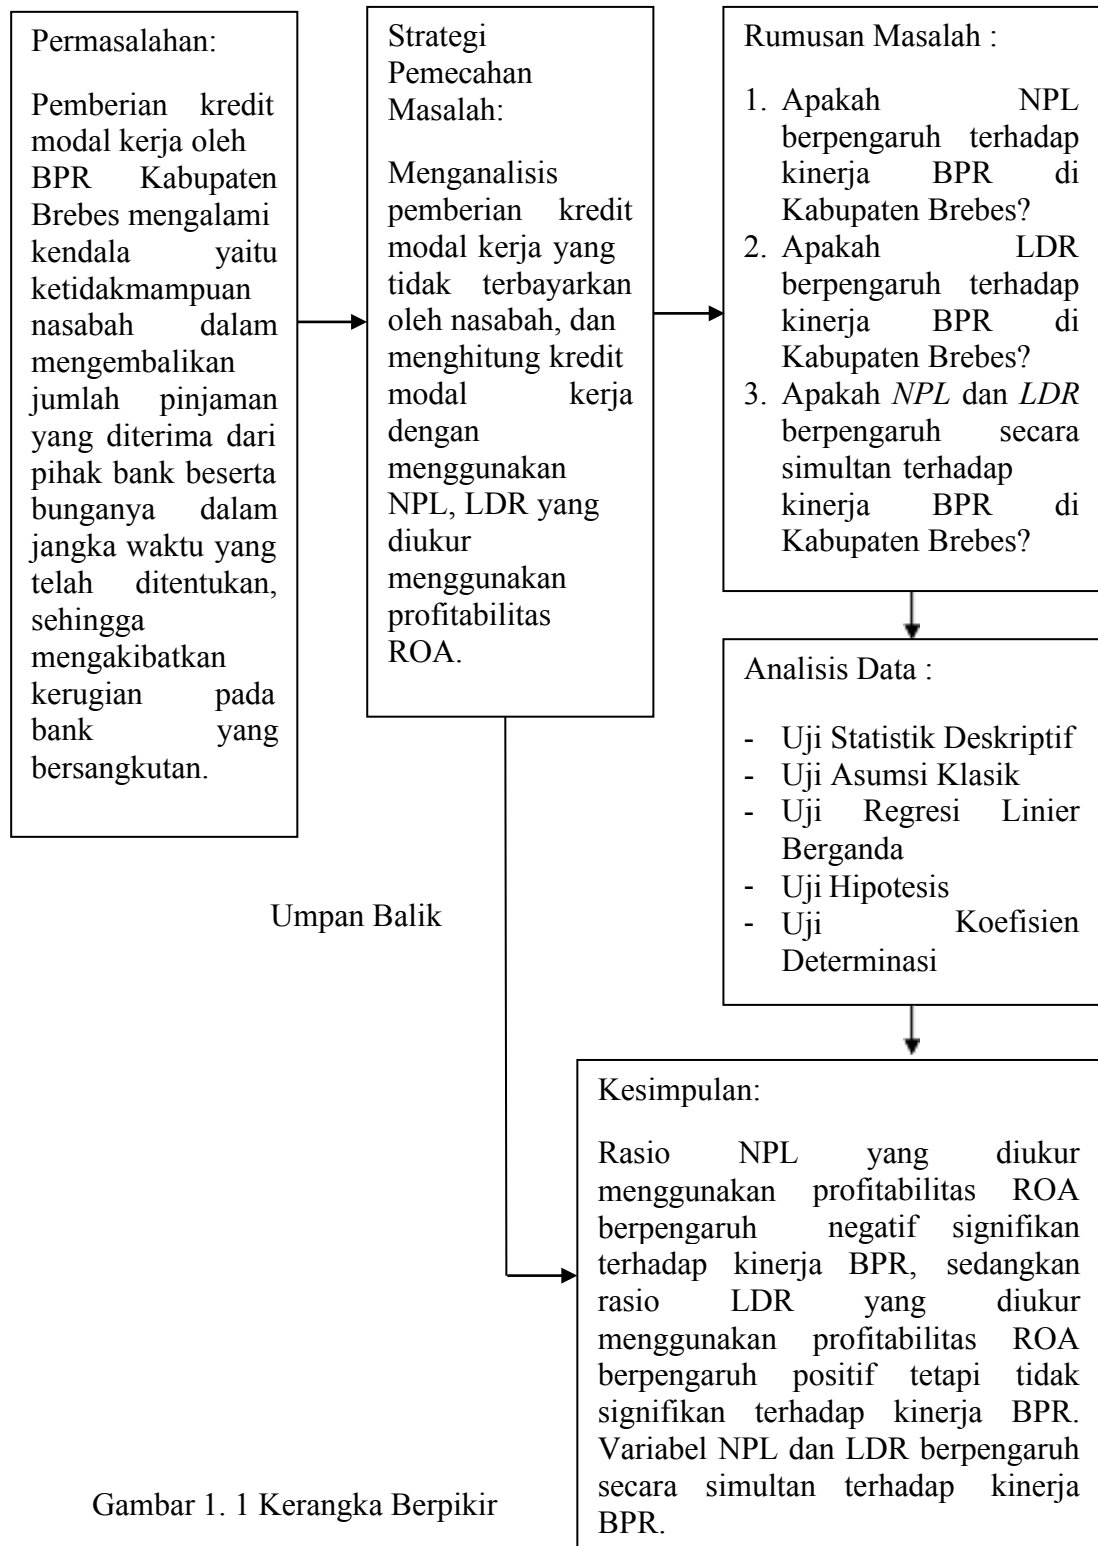 Permasalahan:
Pemberian kredit
modal kerja oleh
BPR Kabupaten
Brebes mengalami
kendala yaitu
ketidakmampuan
nasabah dalam
mengembalikan
jumlah pinjaman
yang diterima dari
pihak bank beserta
bunganya dalam
jangka waktu yang
telah ditentukan,
sehingga
mengakibatkan
kerugian pada
bank yang
bersangkutan.
Strategi
Pemecahan
Masalah:
Menganalisis
pemberian kredit
modal kerja yang
tidak terbayarkan
oleh nasabah, dan
menghitung kredit
modal kerja
dengan
menggunakan
NPL, LDR yang
diukur
menggunakan
profitabilitas
ROA.
Rumusan Masalah :
1. Apakah NPL
berpengaruh terhadap
kinerja BPR di
Kabupaten Brebes?
2. Apakah LDR
berpengaruh terhadap
kinerja BPR di
Kabupaten Brebes?
3. Apakah NPL dan LDR
berpengaruh secara
simultan terhadap
kinerja BPR di
Kabupaten Brebes?
Analisis Data :
- Uji Statistik Deskriptif
- Uji Asumsi Klasik
- Uji Regresi Linier
Berganda
- Uji Hipotesis
- Uji Koefisien
Determinasi
Umpan Balik
Kesimpulan:
Rasio NPL yang diukur
menggunakan profitabilitas ROA
berpengaruh negatif signifikan
terhadap kinerja BPR, sedangkan
rasio LDR yang diukur
menggunakan profitabilitas ROA
berpengaruh positif tetapi tidak
signifikan terhadap kinerja BPR.
Variabel NPL dan LDR berpengaruh
secara simultan terhadap kinerja
BPR.
Gambar 1. 1 Kerangka Berpikir